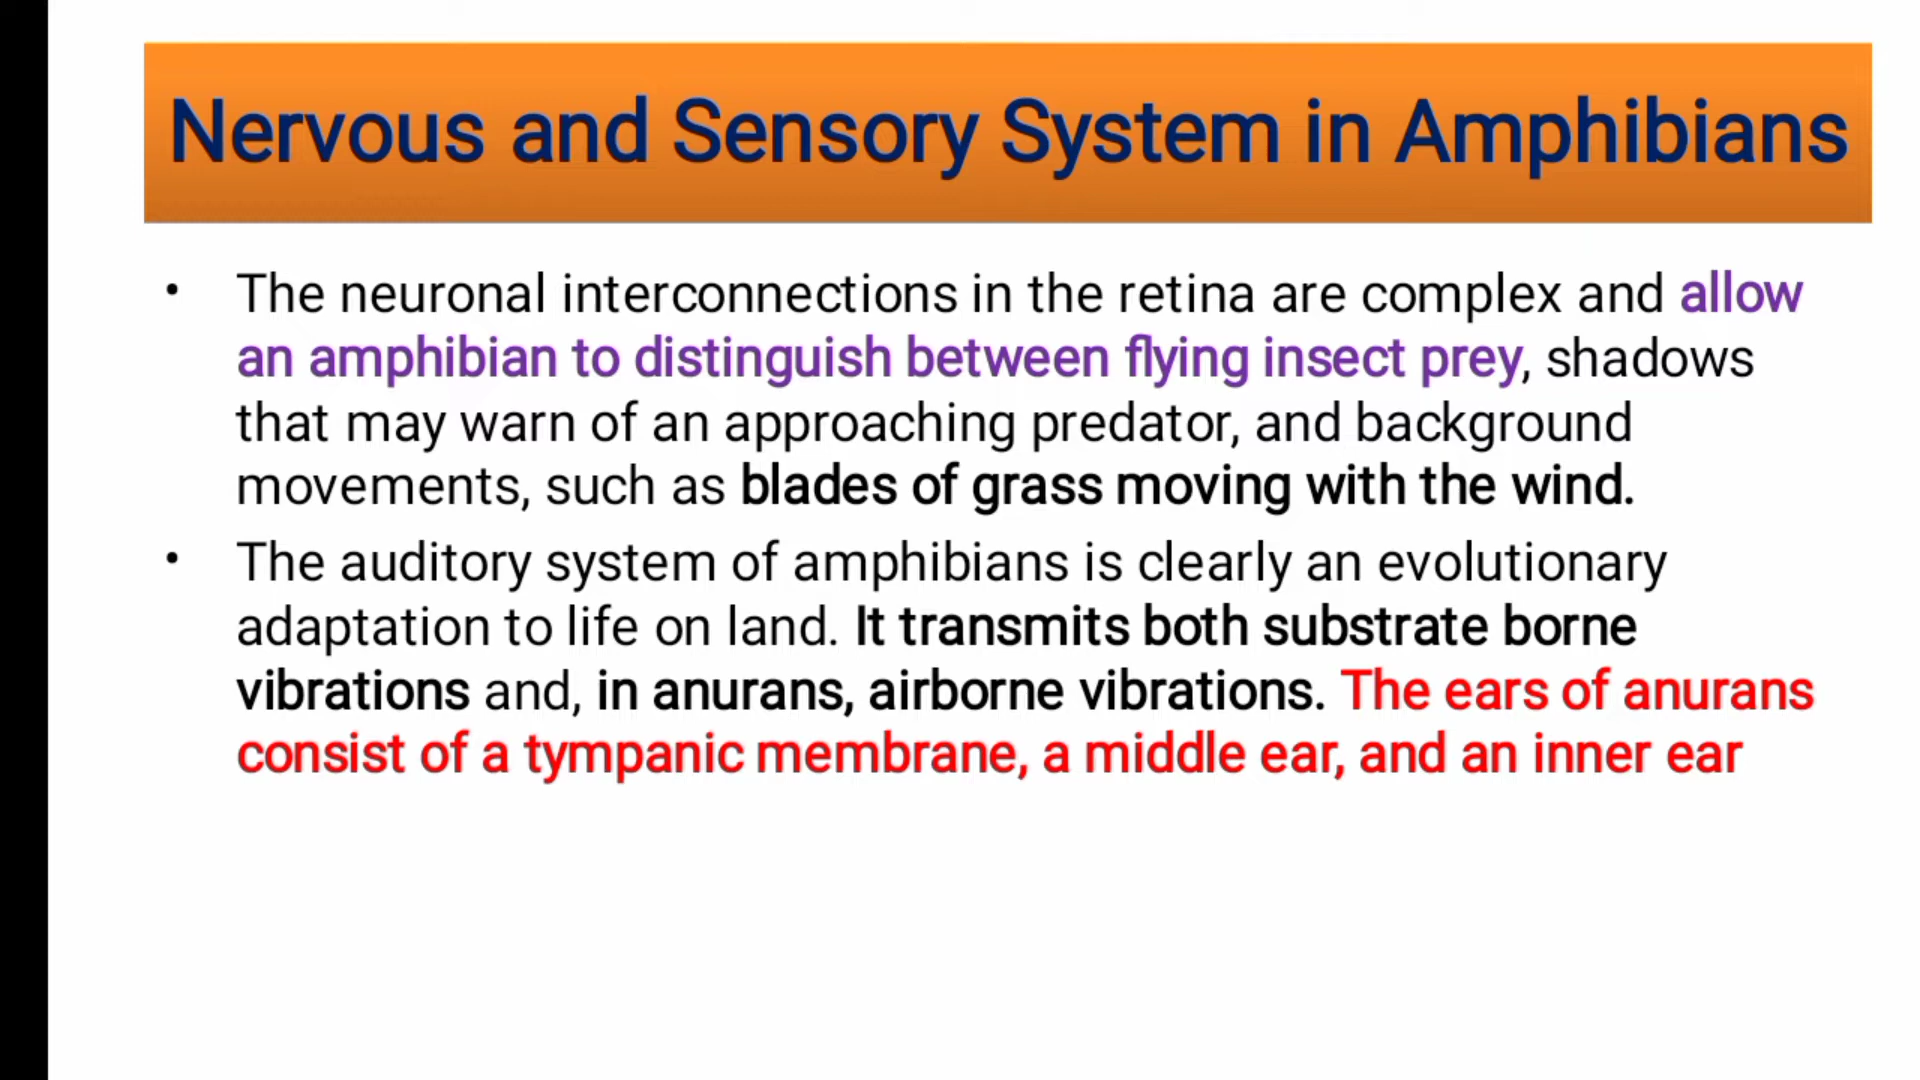 Nervous and Sensory System in Amphibians
• The neuronal interconnections in the retina are complex and allow
an amphibian to distinguish between flying insect prey, shadows
that may warn of an approaching predator, and background
movements, such as blades of grass moving with the wind.
• The auditory system of amphibians is clearly an evolutionary
adaptation to life on land. It transmits both substrate borne
vibrations and, in anurans, airborne vibrations. The ears of anurans
consist of a tympanic membrane, a middle ear, and an inner ear